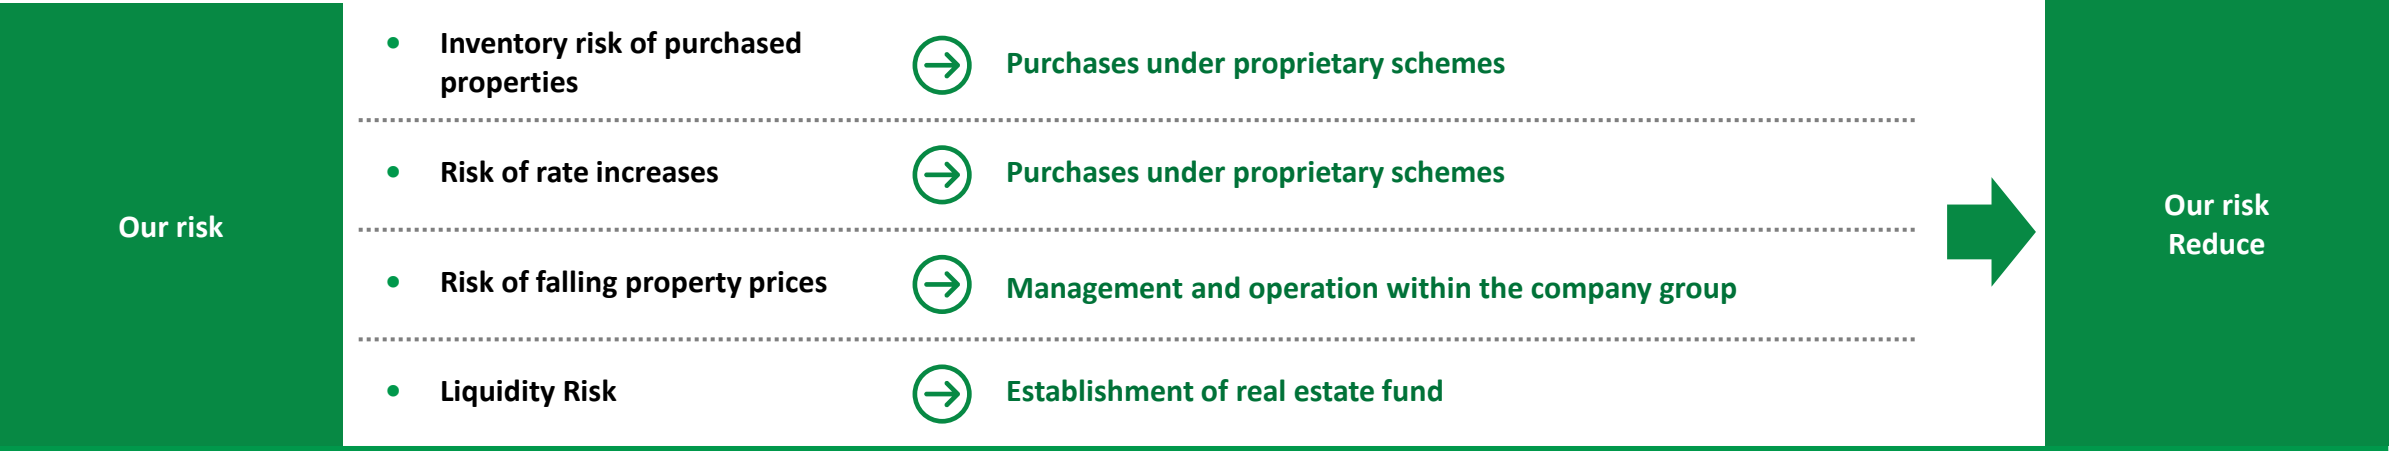 Our risk
• Inventory risk of purchased
properties
Purchases under proprietary schemes
• Risk of rate increases
Purchases under proprietary schemes
• Risk of falling property prices
Management and operation within the company group
• Liquidity Risk
Establishment of real estate fund
Our risk
Reduce